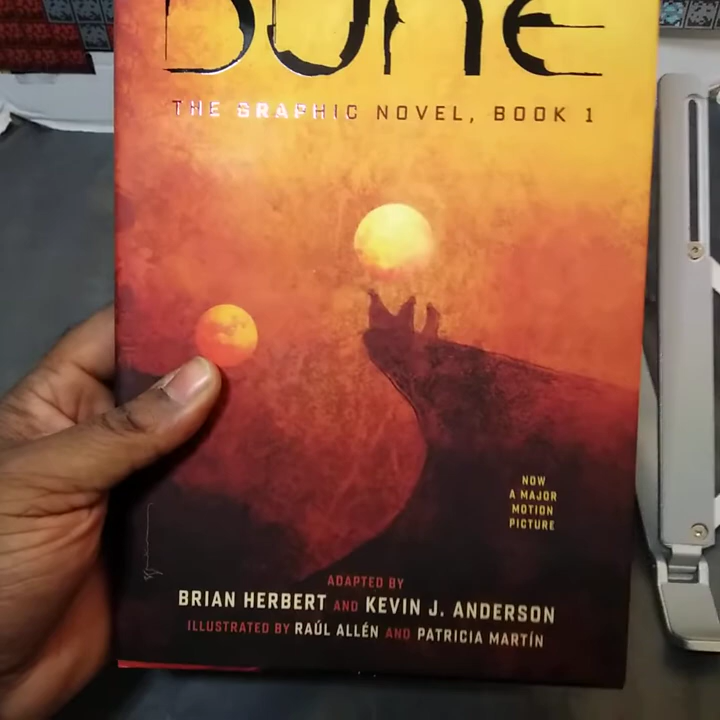 DUNE
THE GRAPHIC NOVEL, BOOK 1
NOW
A MAJOR
MOTION
PICTURE
ADAPTED BY
BRIAN HERBERT AND KEVIN J. ANDERSON
ILLUSTRATED BY RAÚL ALLÉN AND PATRICIA MARTÍN